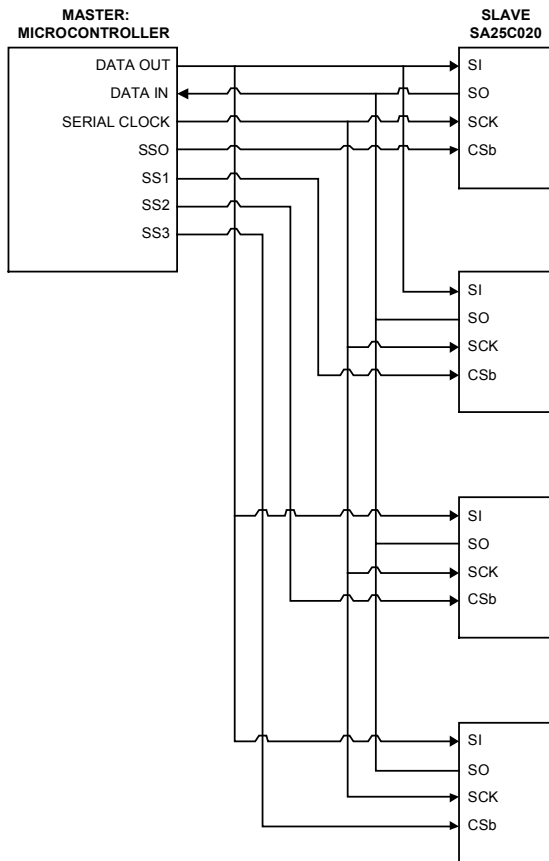 MASTER:
MICROCONTROLLER
DATA OUT
DATA IN
SERIAL CLOCK
SSO
SS1
SS2
SS3
SLAVE
SA25C020
SI
SO
SCK
CSb
SI
SO
SCK
CSb
SI
SO
SCK
CSb
SI
SO
SCK
CSb